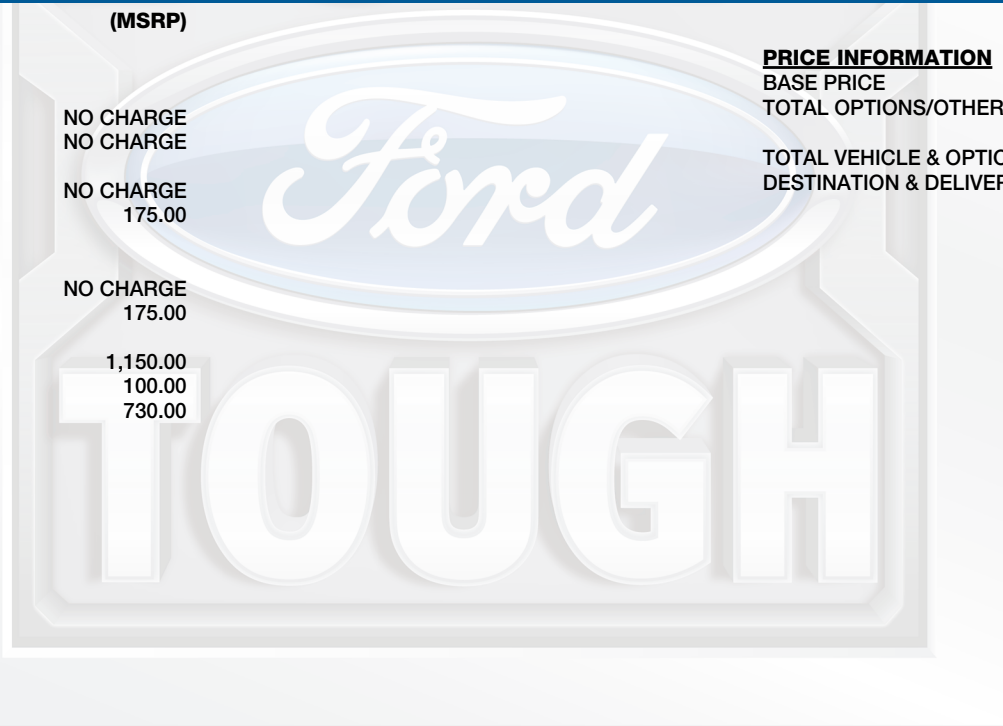 (MSRP)
NO CHARGE
NO CHARGE
NO CHARGE
175.00
NO CHARGE
175.00
1,150.00
100.00
730.00
PRICE INFORMATION
BASE PRICE
TOTAL OPTIONS/OTHER
TOTAL VEHICLE &
DESTINATION &
Ford
TOUGH